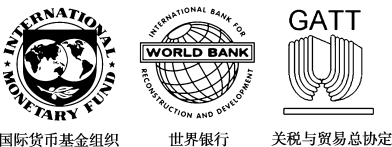 INTERNATIONAL
MONETARY FUND
INTERNATIONAL BANK FOR
WORLD BANK
RECONSTRUCTION AND DEVELOPMENT
GATT
国际货币基金组织
世界银行
关税与贸易总协定